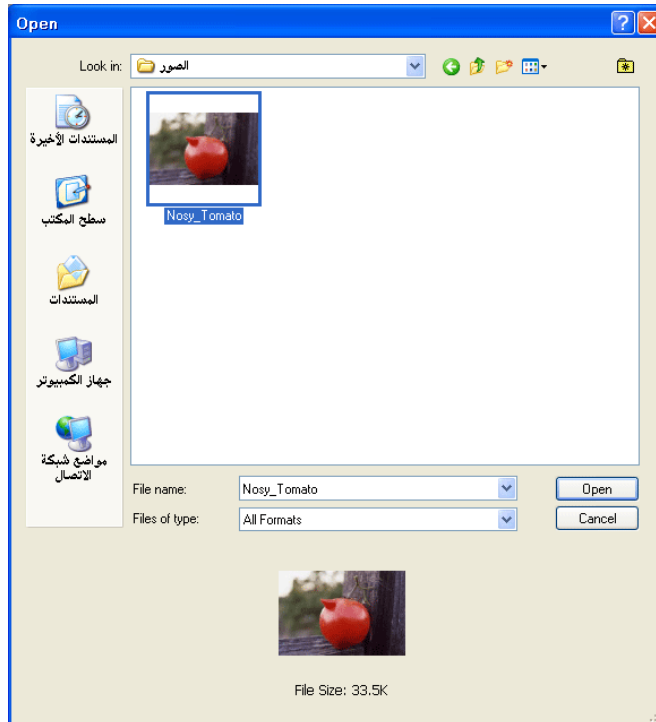 Open
Look in: الصور
المستندات الأخيرة
سطح المكتب
المستندات
جهاز الكمبيوتر
مواضع شبكة
الاتصال
Nosy_Tomato
File name: Nosy_Tomato Open
Files of type: All Formats Cancel
File Size: 33.5K